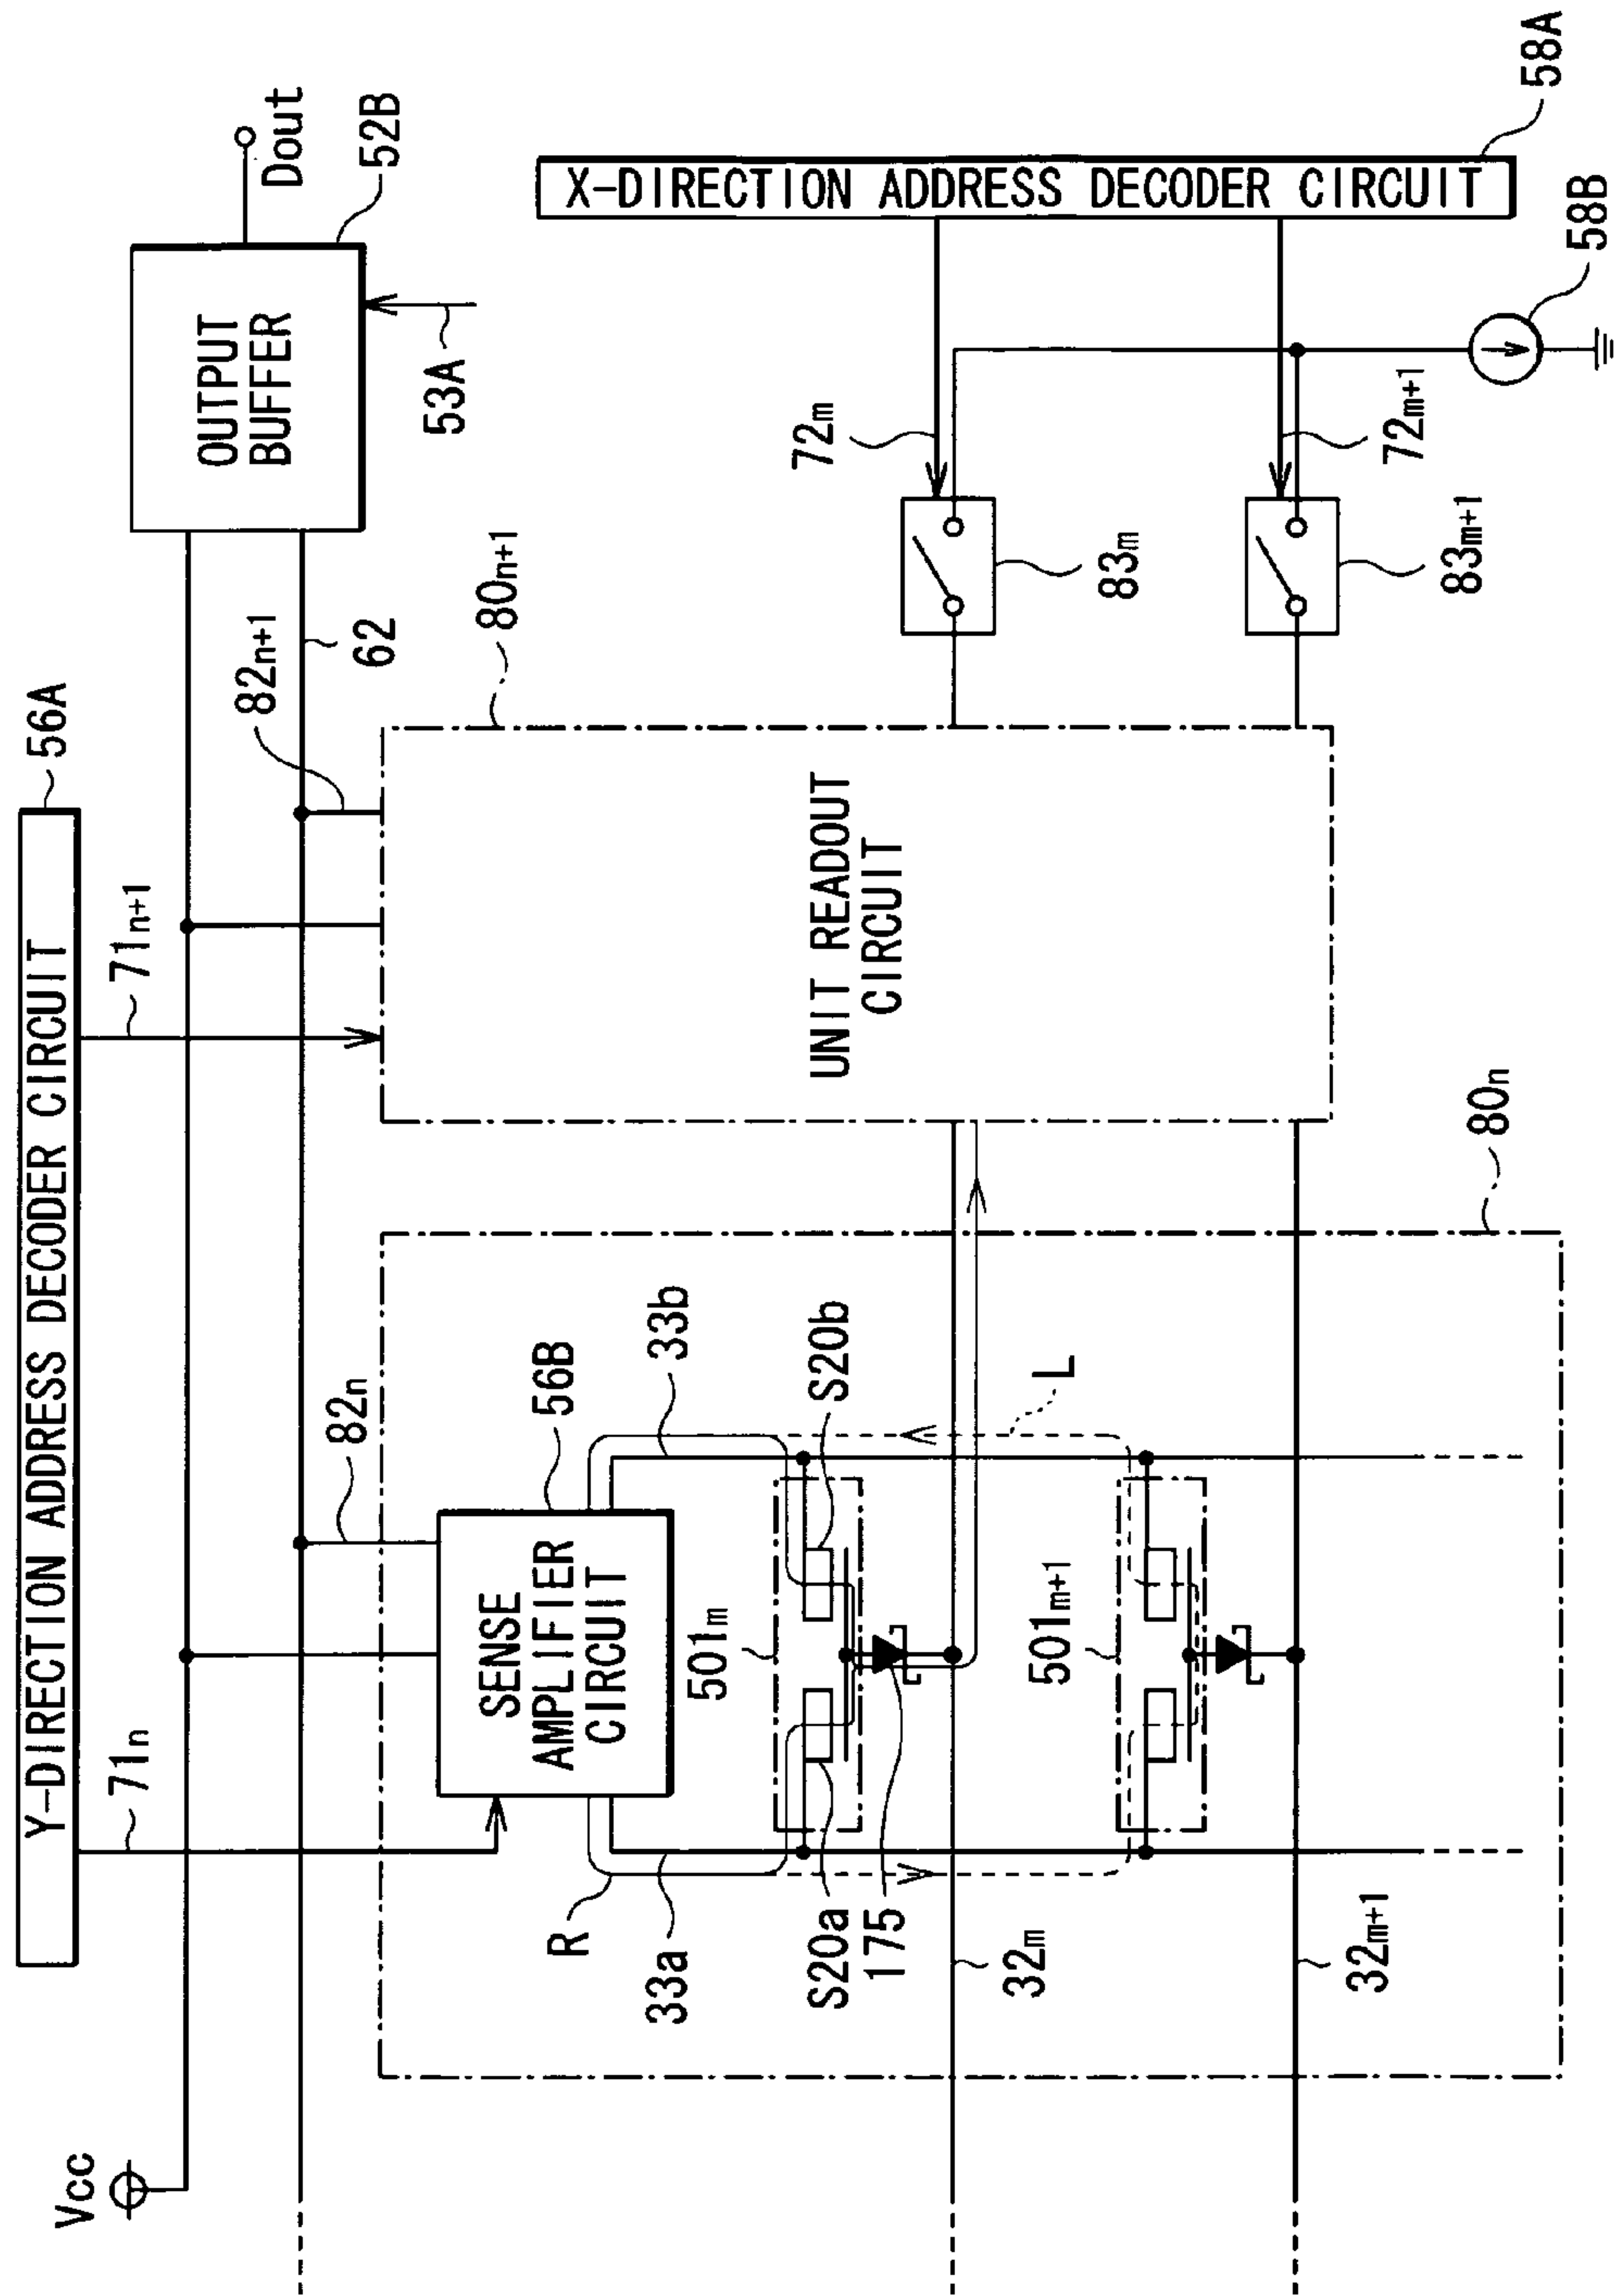 Vcc
Y-DIRECTION ADDRESS DECODER CIRCUIT
56A
71n
82n
71n+1
82n+1
62
OUTPUT
BUFFER
Dout
52B
53A
R
33a
SENSE
AMPLIFIER
CIRCUIT
56B
33b
80n+1
S20a
175
501m
S20b
L
32m
UNIT READOUT
CIRCUIT
72m
83m
X-DIRECTION ADDRESS DECODER CIRCUIT
58A
501m+1
32m+1
80n
72m+1
83m+1
58B